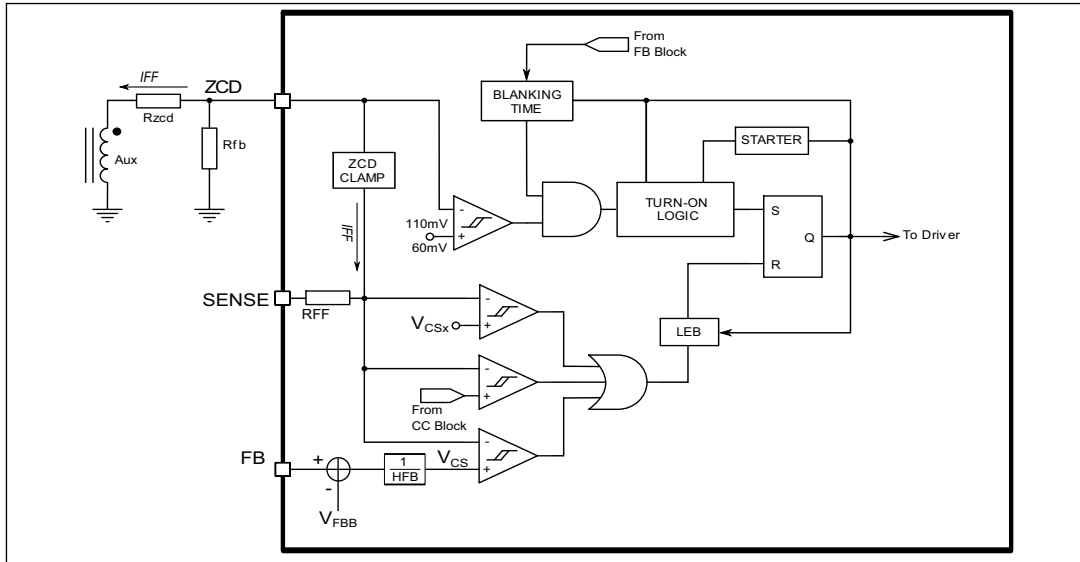 From
FB Block
IFF
ZCD
BLANKING
TIME
Rzcd
STARTER
Rfb
Aux
ZCD
CLAMP
TURN-ON
LOGIC
-
110mV
+
60mV
S
Q
To Driver
R
IFF
SENSE
RFF
-
VCSx
+
LEB
-
+
From
CC Block
-
FB
+
1
HFB
VCS
+
-
VFBB